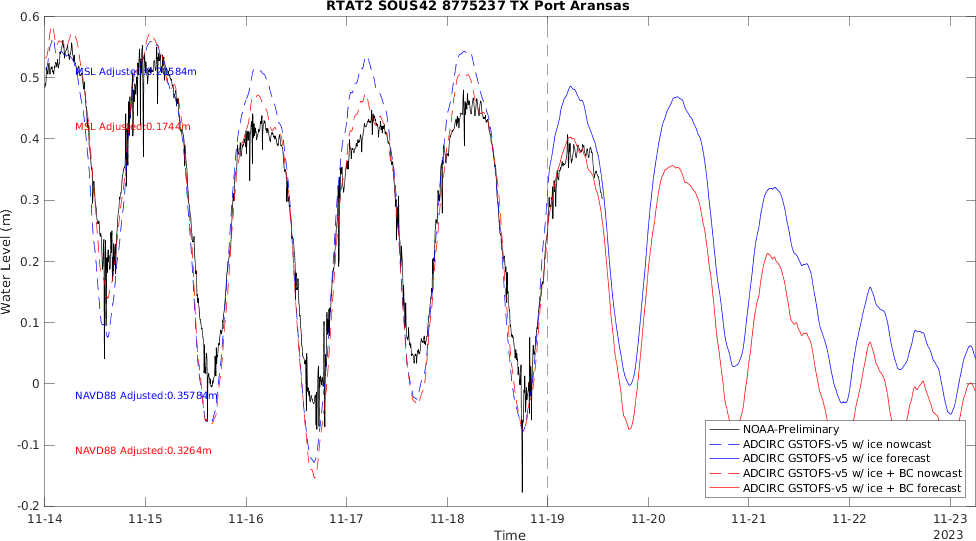 RTAT2 SOUS42 8775237 TX Port Aransas
0.6
0.5
0.4
0.3
0.2
0.1
0
-0.1
-0.2
Water Level (m)
MSL Adjusted:
MSL Adjusted:0.1744m
NAVD88 Adjusted:0.35784m
NAVD88 Adjusted:0.3264m
NOAA-Preliminary
ADCIRC GSTOFS-v5 w/ ice nowcast
ADCIRC GSTOFS-v5 w/ ice forecast
ADCIRC GSTOFS-v5 w/ ice + BC nowcast
ADCIRC GSTOFS-v5 w/ ice + BC forecast
11-14 11-15 11-16 11-17 11-18 11-19 11-20 11-21 11-22 11-23
Time 2023